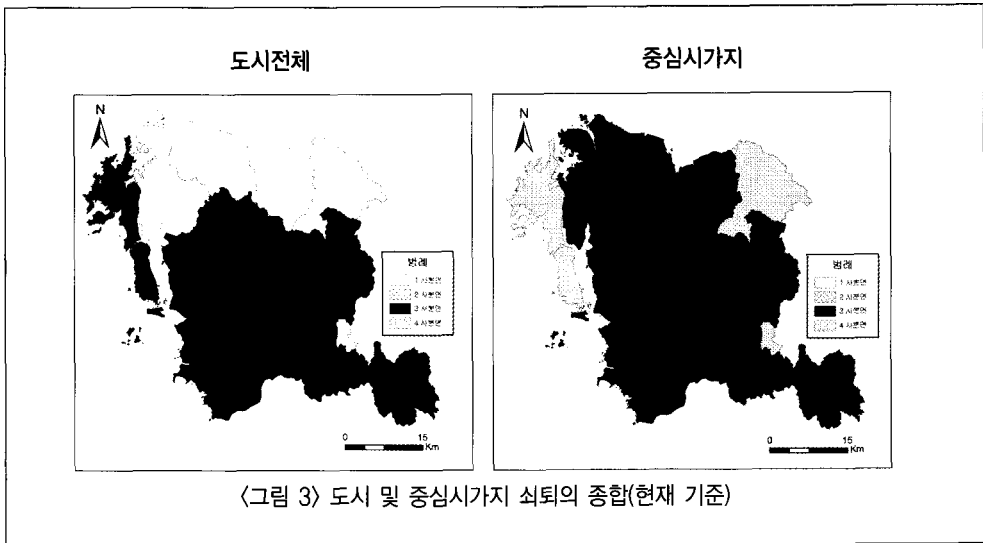 도시전체
중심시가지
N
범례
1 사분면
2 사분면
3 사분면
4 사분면
0 15
Km
N
범례
1 사분면
2 사분면
3 사분면
4 사분면
0 15
Km
〈그림 3〉 도시 및 중심시가지 쇠퇴의 종합(현재 기준)